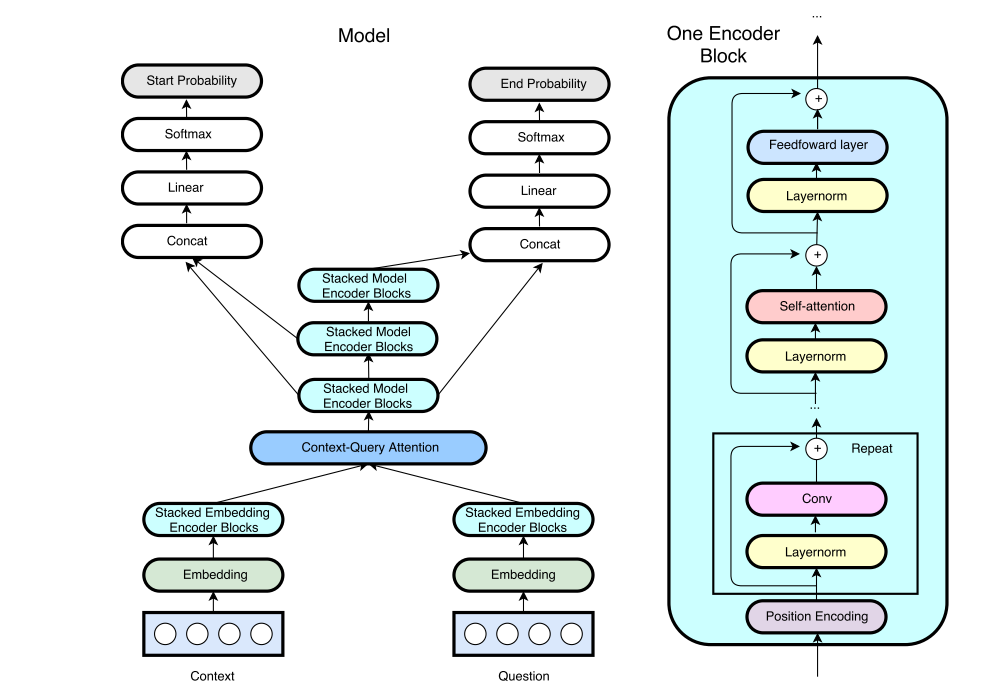 Model
Start Probability
Softmax
Linear
Concat
End Probability
Softmax
Linear
Concat
Stacked Model
Encoder Blocks
Stacked Model
Encoder Blocks
Stacked Model
Encoder Blocks
Context-Query Attention
Stacked Embedding
Encoder Blocks
Stacked Embedding
Encoder Blocks
Embedding
Embedding
Context
Question
One Encoder
Block
...
+
Feedfoward layer
Layernorm
+
Self-attention
Layernorm
...
+
Repeat
Conv
Layernorm
Position Encoding